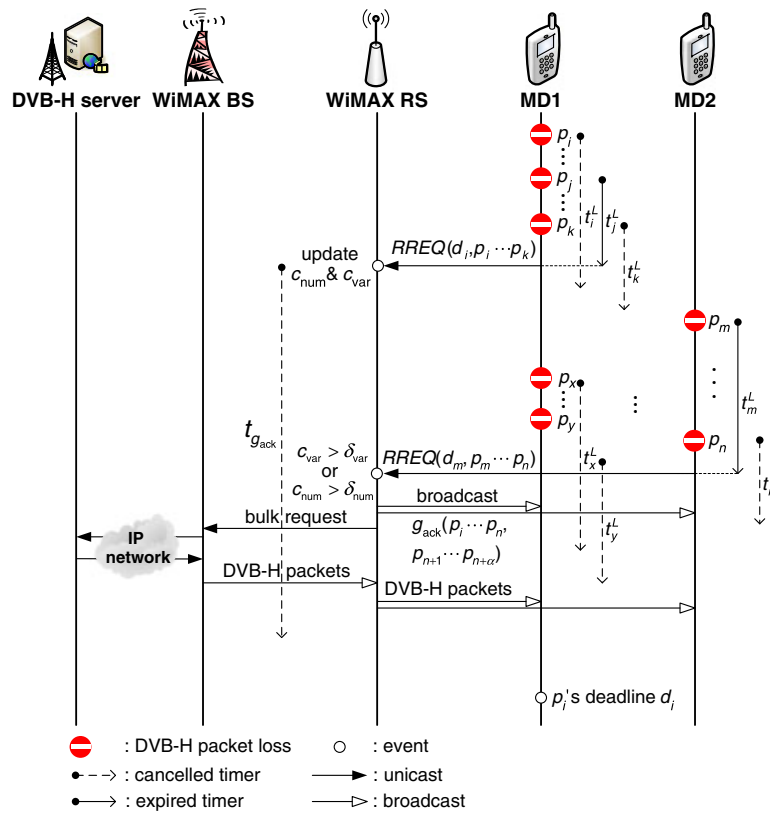 DVB-H server WiMAX BS WiMAX RS MD1 MD2
p_i
p_j
t_i^L t_j^L
p_k
RREQ(d_i, p_i ⋯ p_k)
update
c_num & c_var
t_k^L
p_m
p_x
t_m^L
p_y
t_gack
p_n
c_var > δ_var
or
c_num > δ_num
RREQ(d_m, p_m ⋯ p_n)
t_x^L
broadcast
bulk request
g_ack(p_i ⋯ p_n,
p_n+1 ⋯ p_n+α)
t_y^L
IP
network
DVB-H packets
DVB-H packets
p_i's deadline d_i
: DVB-H packet loss : event
: cancelled timer : unicast
: expired timer : broadcast